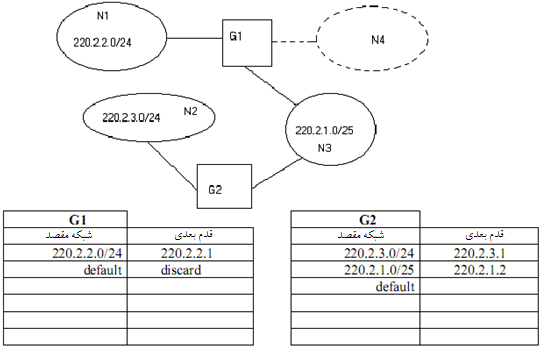 N1
220.2.2.0/24
G1
N4
220.2.3.0/24 N2
220.2.1.0/25
N3
G2
G1
شبکه مقصد قدم بعدی
220.2.2.0/24 220.2.2.1
default discard
G2
شبکه مقصد قدم بعدی
220.2.3.0/24 220.2.3.1
220.2.1.0/25 220.2.1.2
default